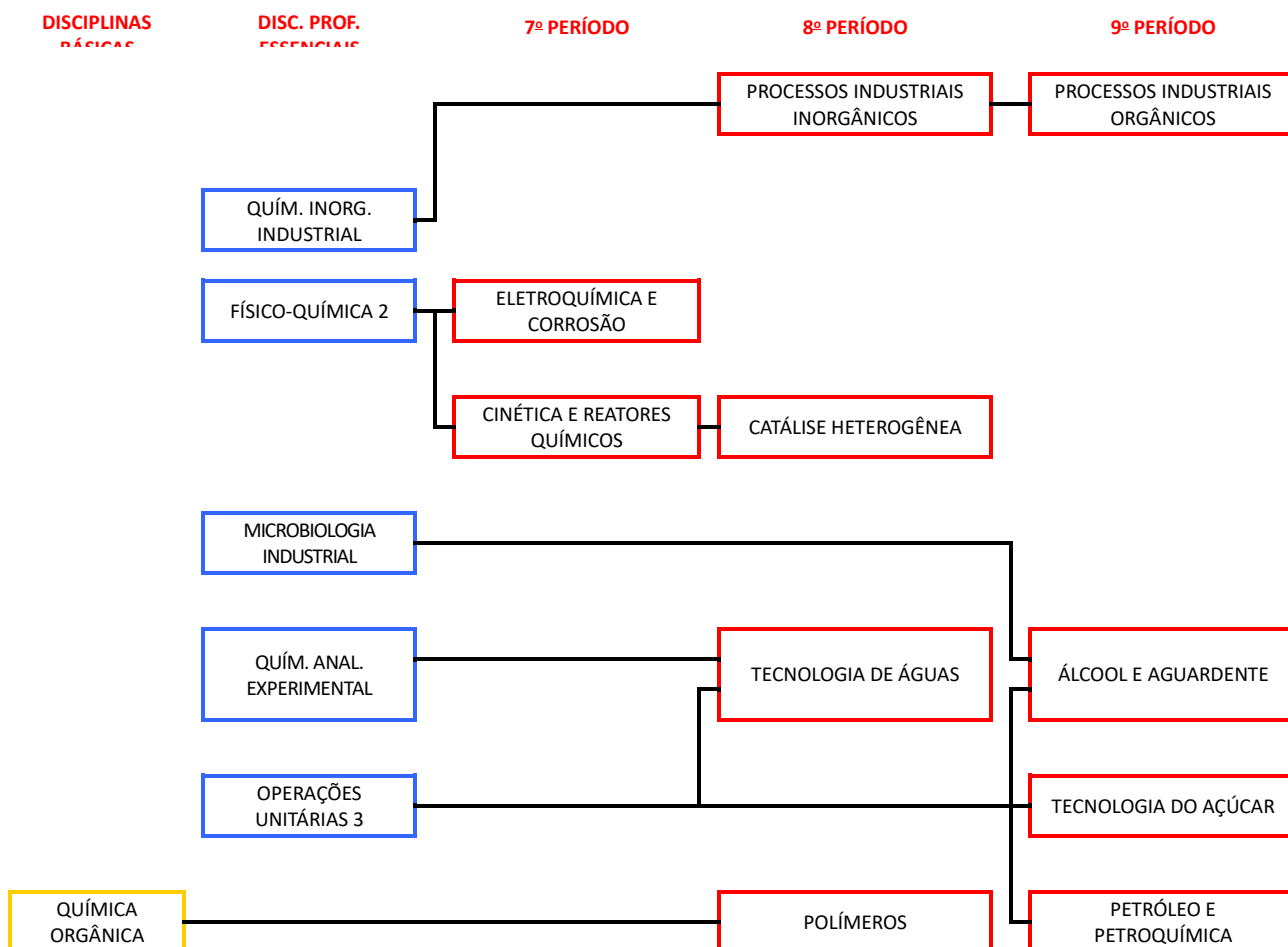 DISCIPLINAS
BÁSICAS
DISC. PROF.
ESSENCIAIS
7º PERÍODO
8º PERÍODO
9º PERÍODO
PROCESSOS INDUSTRIAIS
INORGÂNICOS
PROCESSOS INDUSTRIAIS
ORGÂNICOS
QUÍM. INORG.
INDUSTRIAL
FÍSICO-QUÍMICA 2
ELETROQUÍMICA E
CORROSÃO
CINÉTICA E REATORES
QUÍMICOS
CATÁLISE HETEROGÊNEA
MICROBIOLOGIA
INDUSTRIAL
QUÍM. ANAL.
EXPERIMENTAL
TECNOLOGIA DE ÁGUAS
ÁLCOOL E AGUARDENTE
OPERAÇÕES
UNITÁRIAS 3
TECNOLOGIA DO AÇÚCAR
QUÍMICA
ORGÂNICA
POLÍMEROS
PETRÓLEO E
PETROQUÍMICA